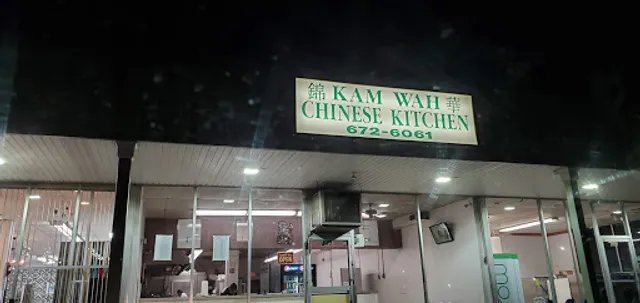 錦 KAM WAH 華
CHINESE KITCHEN
672-6061